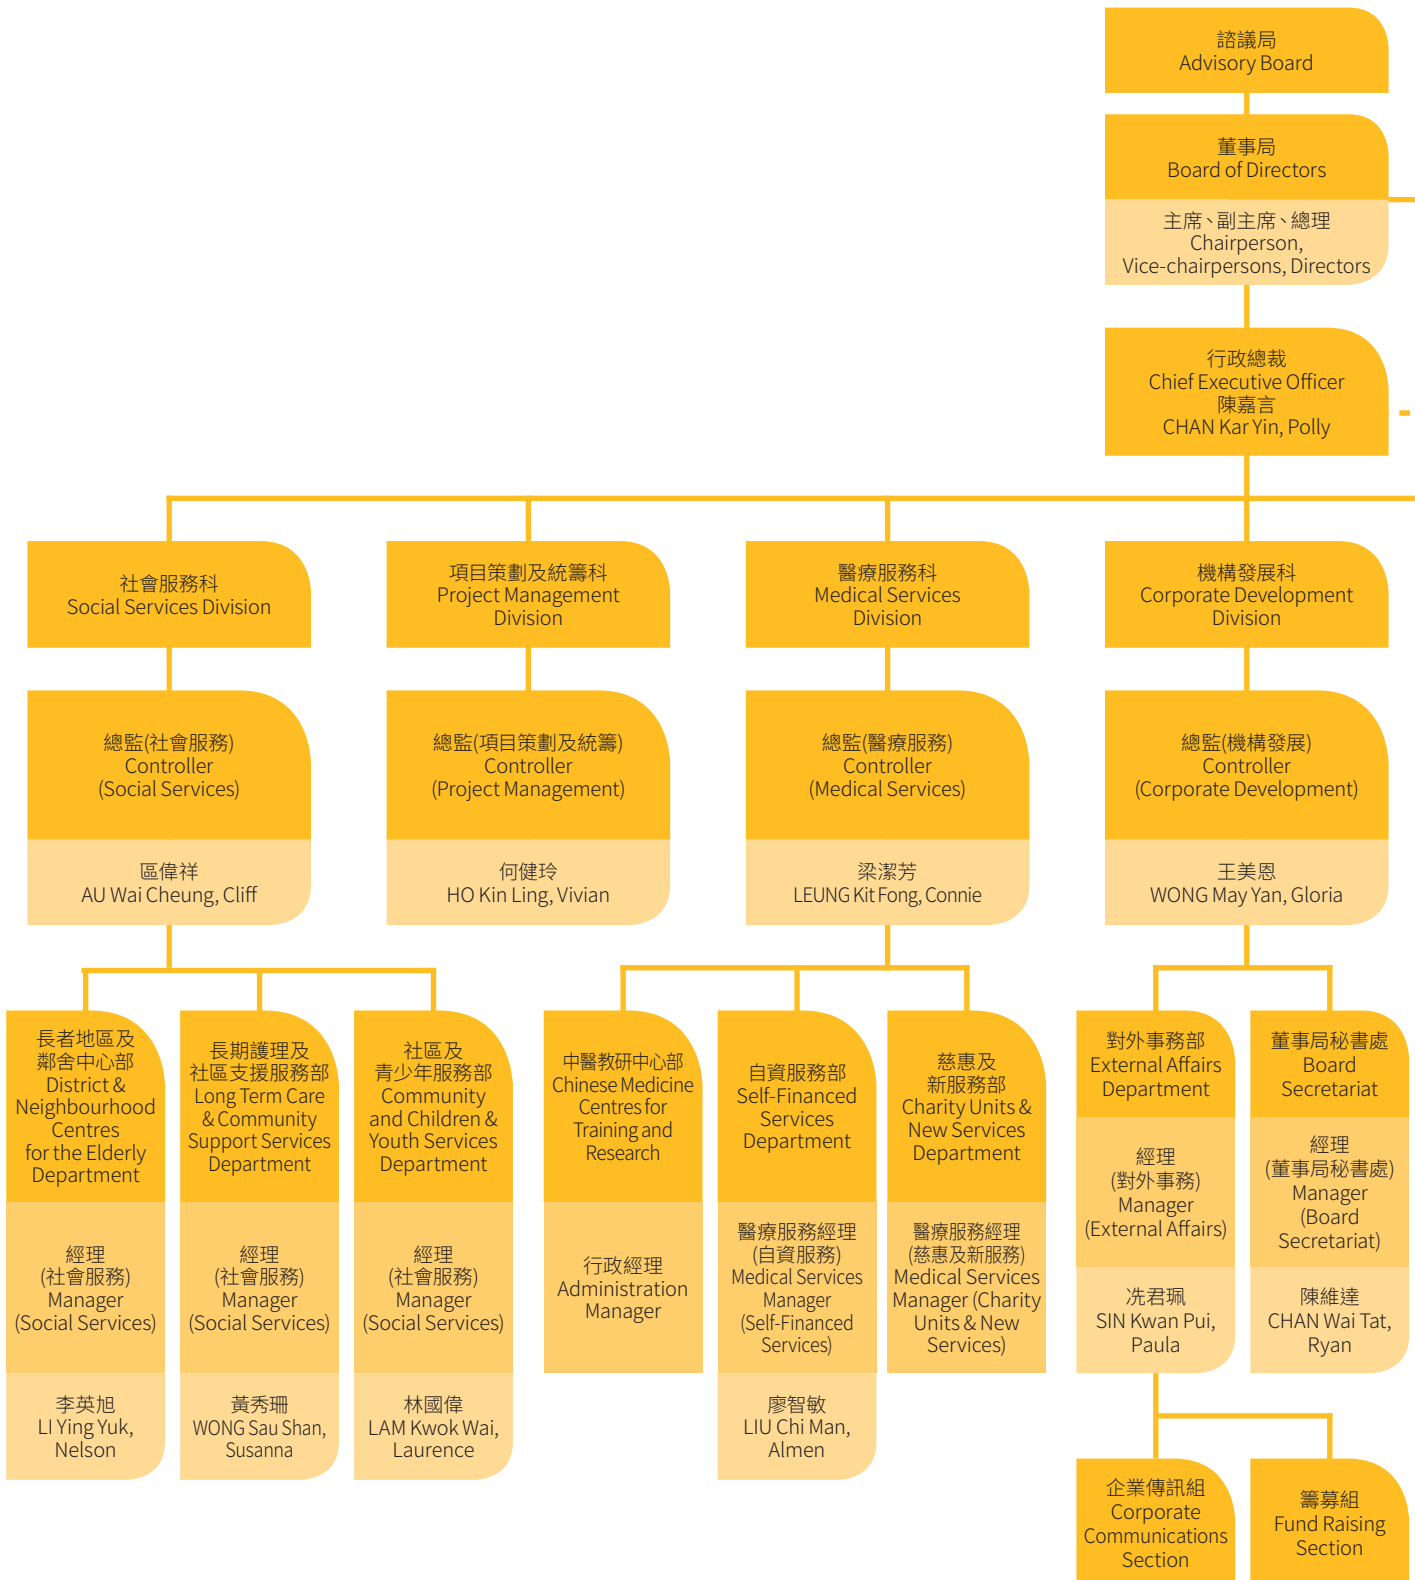 諮議局
Advisory Board
董事局
Board of Directors
主席、副主席、總理
Chairperson,
Vice-chairpersons, Directors
行政總裁
Chief Executive Officer
陳嘉言
CHAN Kar Yin, Polly
社會服務科
Social Services Division
項目策劃及統籌科
Project Management
Division
醫療服務科
Medical Services
Division
機構發展科
Corporate Development
Division
總監(社會服務)
Controller
(Social Services)
區偉祥
AU Wai Cheung, Cliff
總監(項目策劃及統籌)
Controller
(Project Management)
何健玲
HO Kin Ling, Vivian
總監(醫療服務)
Controller
(Medical Services)
梁潔芳
LEUNG Kit Fong, Connie
總監(機構發展)
Controller
(Corporate Development)
王美恩
WONG May Yan, Gloria
長者地區及
鄰舍中心部
District &
Neighbourhood
Centres
for the Elderly
Department
經理
(社會服務)
Manager
(Social Services)
李英旭
LI Ying Yuk,
Nelson
長期護理及
社區支援服務部
Long Term Care
& Community
Support Services
Department
經理
(社會服務)
Manager
(Social Services)
黃秀珊
WONG Sau Shan,
Susanna
社區及
青少年服務部
Community
and Children &
Youth Services
Department
經理
(社會服務)
Manager
(Social Services)
林國偉
LAM Kwok Wai,
Laurence
中醫教研中心部
Chinese Medicine
Centres for
Training and
Research
行政經理
Administration
Manager
自資服務部
Self-Financed
Services
Department
醫療服務經理
(自資服務)
Medical Services
Manager
(Self-Financed
Services)
廖智敏
LIU Chi Man,
Almen
慈惠及
新服務部
Charity Units &
New Services
Department
醫療服務經理
(慈惠及新服務)
Medical Services
Manager (Charity
Units & New
Services)
對外事務部
External Affairs
Department
經理
(對外事務)
Manager
(External Affairs)
冼君珮
SIN Kwan Pui,
Paula
董事局秘書處
Board
Secretariat
經理
(董事局秘書處)
Manager
(Board
Secretariat)
陳維達
CHAN Wai Tat,
Ryan
企業傳訊組
Corporate
Communications
Section
籌募組
Fund Raising
Section